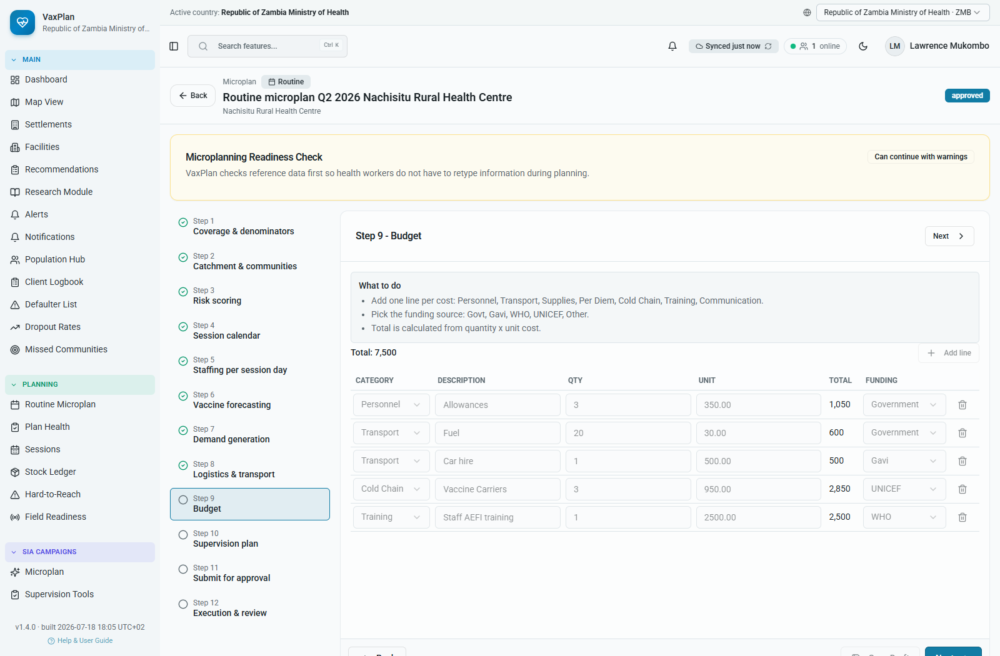 VaxPlan
Republic of Zambia Ministry of...
MAIN
Dashboard
Map View
Settlements
Facilities
Recommendations
Research Module
Alerts
Notifications
Population Hub
Client Logbook
Defaulter List
Dropout Rates
Missed Communities
PLANNING
Routine Microplan
Plan Health
Sessions
Stock Ledger
Hard-to-Reach
Field Readiness
SIA CAMPAIGNS
Microplan
Supervision Tools
v1.4.0 · built 2026-07-18 18:05 UTC+02
Help & User Guide
Active country: Republic of Zambia Ministry of Health
Republic of Zambia Ministry of Health · ZMB
Search features... Ctrl K
Synced just now
1 online
LM Lawrence Mukombo
Back
Microplan Routine
Routine microplan Q2 2026 Nachisitu Rural Health Centre
Nachisitu Rural Health Centre
approved
Microplanning Readiness Check
Can continue with warnings
VaxPlan checks reference data first so health workers do not have to retype information during planning.
Step 1
Coverage & denominators
Step 2
Catchment & communities
Step 3
Risk scoring
Step 4
Session calendar
Step 5
Staffing per session day
Step 6
Vaccine forecasting
Step 7
Demand generation
Step 8
Logistics & transport
Step 9
Budget
Step 10
Supervision plan
Step 11
Submit for approval
Step 12
Execution & review
Step 9 - Budget
Next
What to do
• Add one line per cost: Personnel, Transport, Supplies, Per Diem, Cold Chain, Training, Communication.
• Pick the funding source: Govt, Gavi, WHO, UNICEF, Other.
• Total is calculated from quantity x unit cost.
Total: 7,500
Add line
CATEGORY DESCRIPTION QTY UNIT TOTAL FUNDING
Personnel Allowances 3 350.00 1,050 Government
Transport Fuel 20 30.00 600 Government
Transport Car hire 1 500.00 500 Gavi
Cold Chain Vaccine Carriers 3 950.00 2,850 UNICEF
Training Staff AEFI training 1 2500.00 2,500 WHO